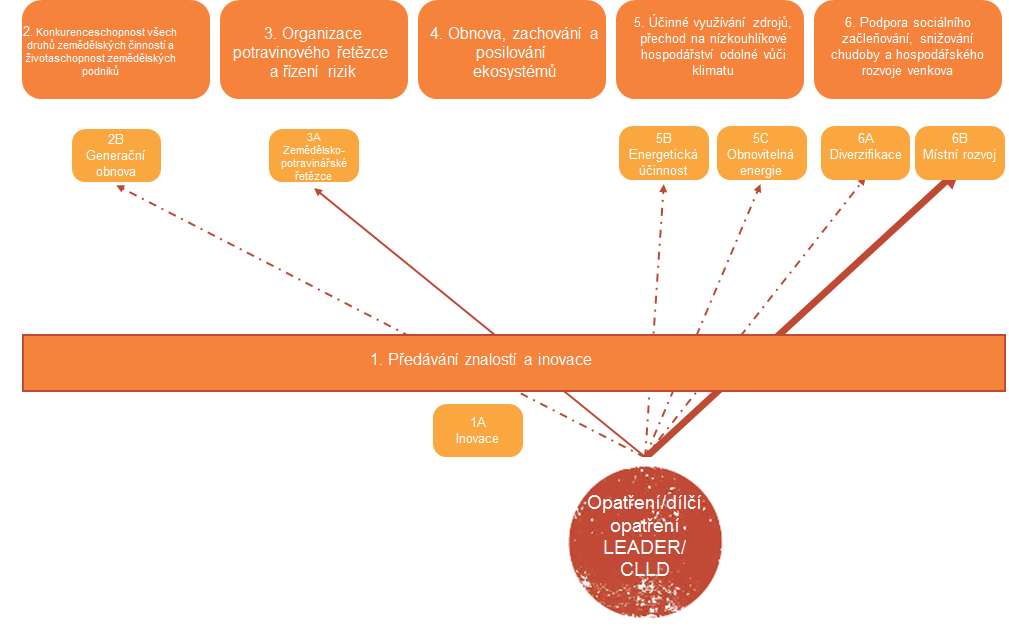 2. Konkurenceschopnost všech
druhů zemědělských činností a
životaschopnost zemědělských
podniků
3. Organizace
potravinového řetězce
a řízení rizik
4. Obnova, zachování a
posilování
ekosystémů
5. Účinné využívání zdrojů,
přechod na nízkouhlíkové
hospodářství odolné vůči
klimatu
6. Podpora sociálního
začleňování, snižování
chudoby a hospodářského
rozvoje venkova
2B
Generační
obnova
3A
Zemědělsko-
potravinářské
řetězce
5B
Energetická
účinnost
5C
Obnovitelná
energie
6A
Diverzifikace
6B
Místní rozvoj
1. Předávání znalostí a inovace
1A
Inovace
Opatření/dílčí
opatření
LEADER/
CLLD